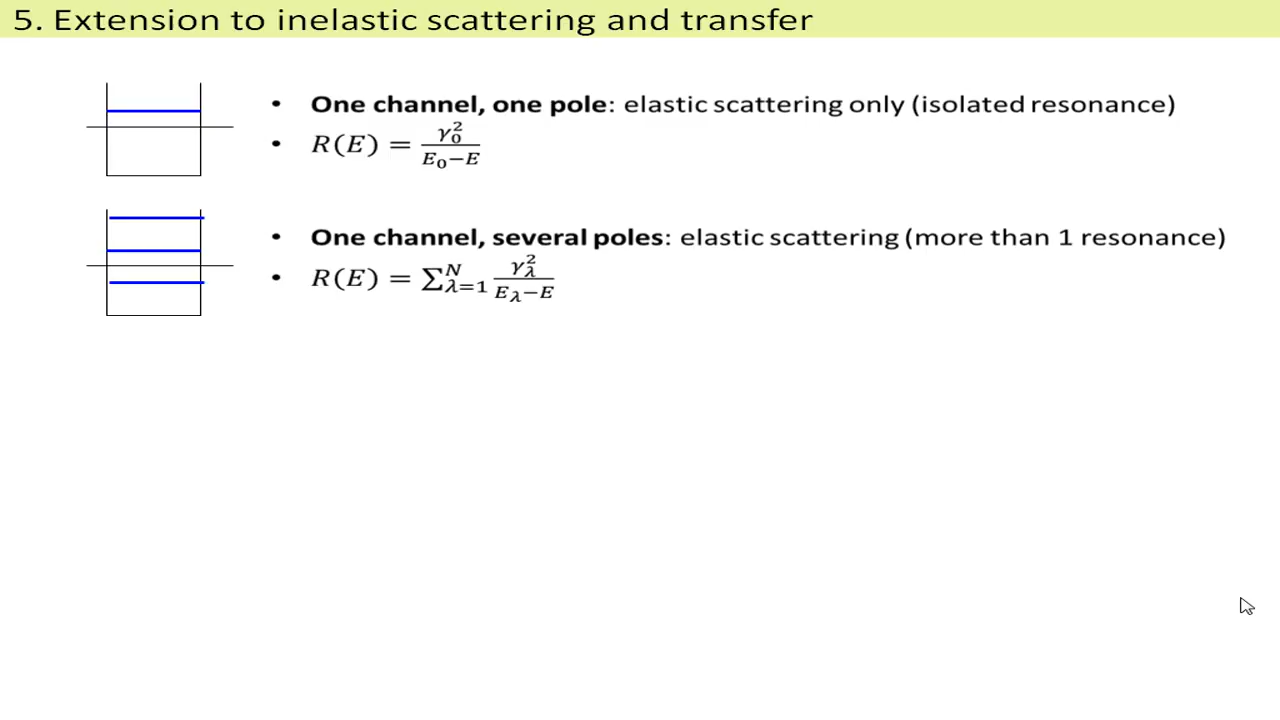 5. Extension to inelastic scattering and transfer
• One channel, one pole: elastic scattering only (isolated resonance)
• R(E) = γ₀² / (E₀−E)
• One channel, several poles: elastic scattering (more than 1 resonance)
• R(E) = Σ_{λ=1}^{N} γ_λ² / (E_λ−E)